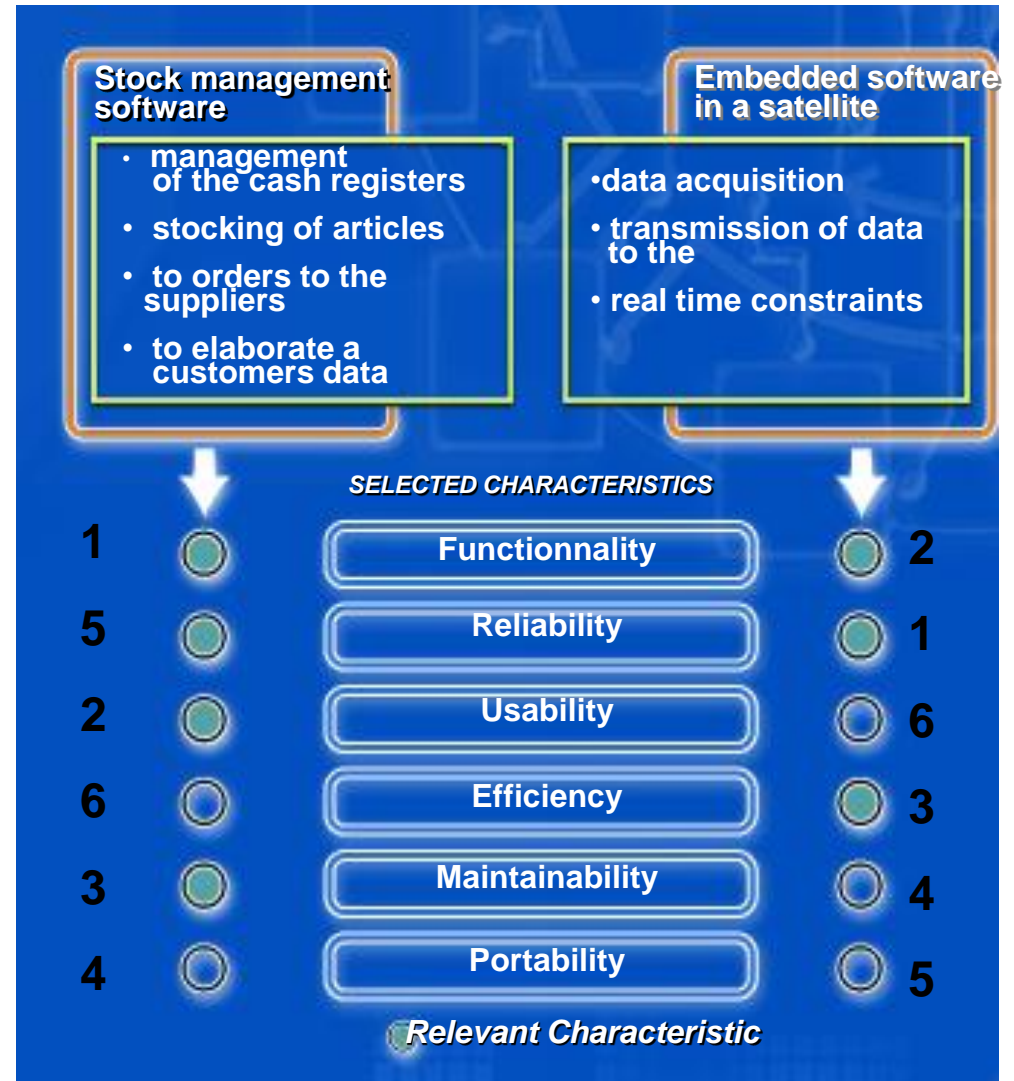 Stock management
software
• management
of the cash registers
• stocking of articles
• to orders to the
suppliers
• to elaborate a
customers data
Embedded software
in a satellite
•data acquisition
• transmission of data
to the
• real time constraints
SELECTED CHARACTERISTICS
1 Functionnality 2
5 Reliability 1
2 Usability 6
6 Efficiency 3
3 Maintainability 4
4 Portability 5
Relevant Characteristic